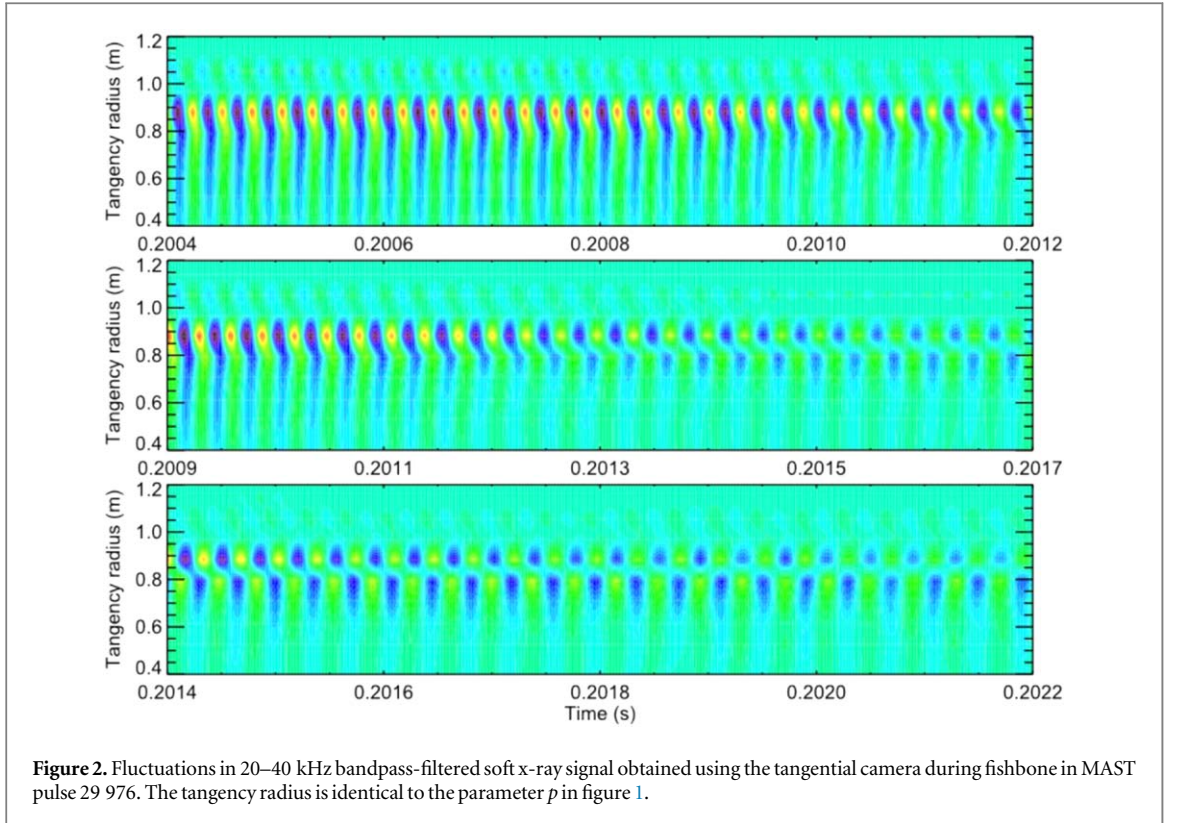 1.2
1.0
0.8
0.6
0.4
Tangency radius (m)
0.2004 0.2006 0.2008 0.2010 0.2012
1.2
1.0
0.8
0.6
0.4
Tangency radius (m)
0.2009 0.2011 0.2013 0.2015 0.2017
1.2
1.0
0.8
0.6
0.4
Tangency radius (m)
0.2014 0.2016 0.2018 0.2020 0.2022
Time (s)
Figure 2. Fluctuations in 20–40 kHz bandpass-filtered soft x-ray signal obtained using the tangential camera during fishbone in MAST
pulse 29 976. The tangency radius is identical to the parameter p in figure 1.